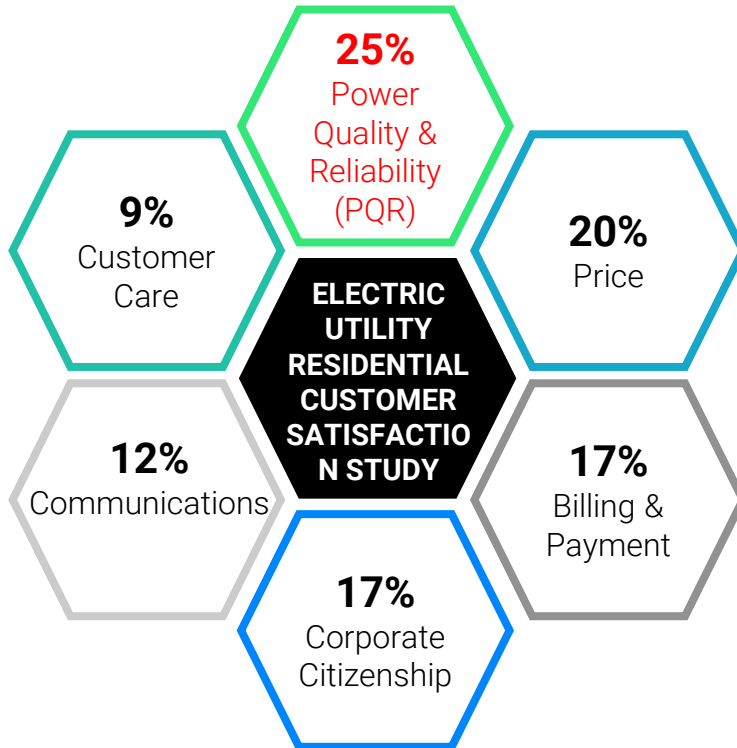 25%
Power
Quality &
Reliability
(PQR)
9%
Customer
Care
20%
Price
ELECTRIC
UTILITY
RESIDENTIAL
CUSTOMER
SATISFACTIO
N STUDY
12%
Communications
17%
Billing &
Payment
17%
Corporate
Citizenship